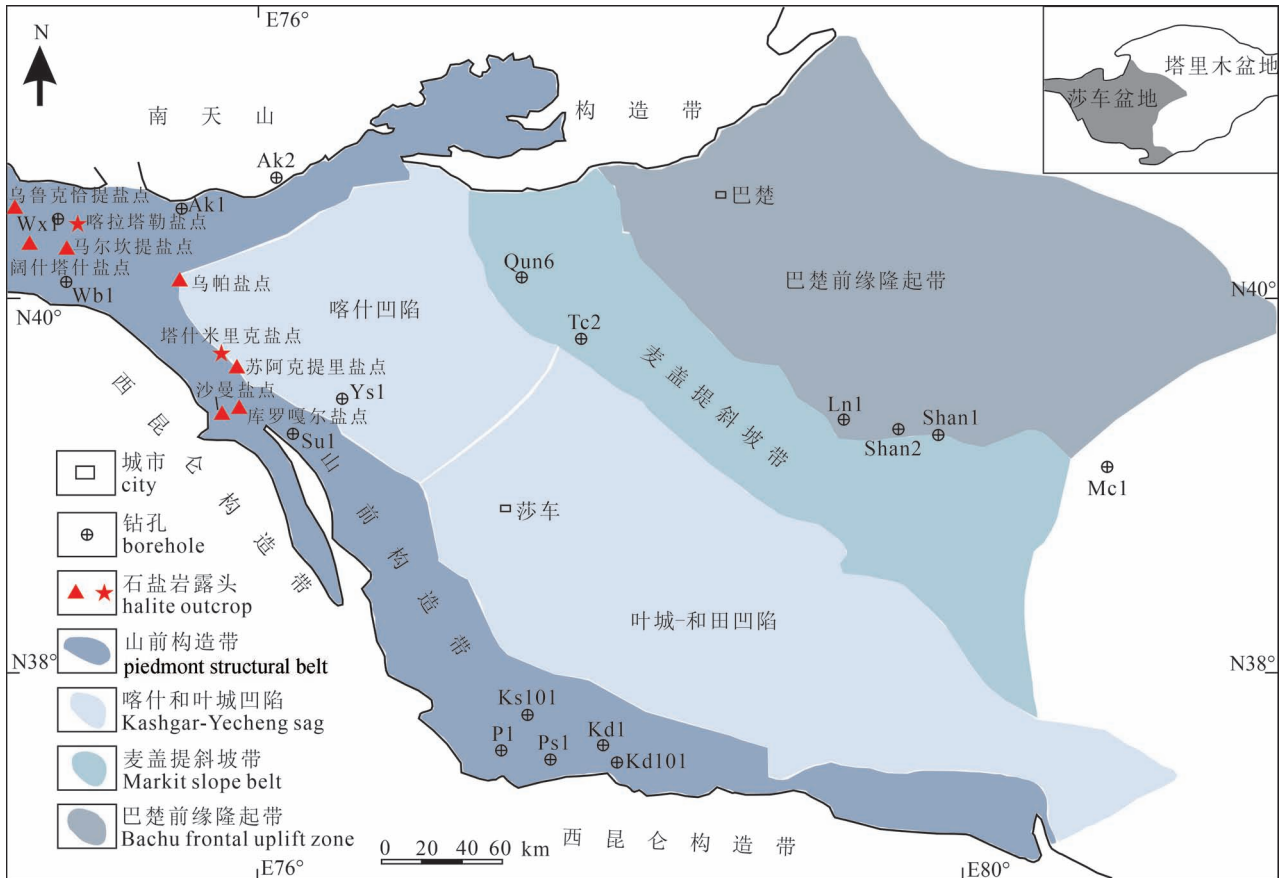 E76°
N
塔里木盆地
莎车盆地
南天山
构造带
Ak2
乌鲁克恰提盐点
Ak1
巴楚
Wx1
喀拉塔勒盐点
马尔坎提盐点
阔什塔什盐点
Wb1
乌帕盐点
Qun6
巴楚前缘隆起带
N40°
N40°
喀什凹陷
Tc2
塔什米里克盐点
苏阿克提里盐点
麦盖提斜坡带
沙曼盐点
Ys1
库罗嘎尔盐点
Ln1
Shan1
Shan2
Su1
西昆仑构造带
山前构造带
Mc1
莎车
城市
city
钻孔
borehole
石盐岩露头
halite outcrop
叶城-和田凹陷
山前构造带
piedmont structural belt
N38°
N38°
喀什和叶城凹陷
Kashgar-Yecheng sag
Ks101
P1
Ps1
Kd1
Kd101
麦盖提斜坡带
Markit slope belt
巴楚前缘隆起带
Bachu frontal uplift zone
0 20 40 60 km
西昆仑构造带
E76°
E80°